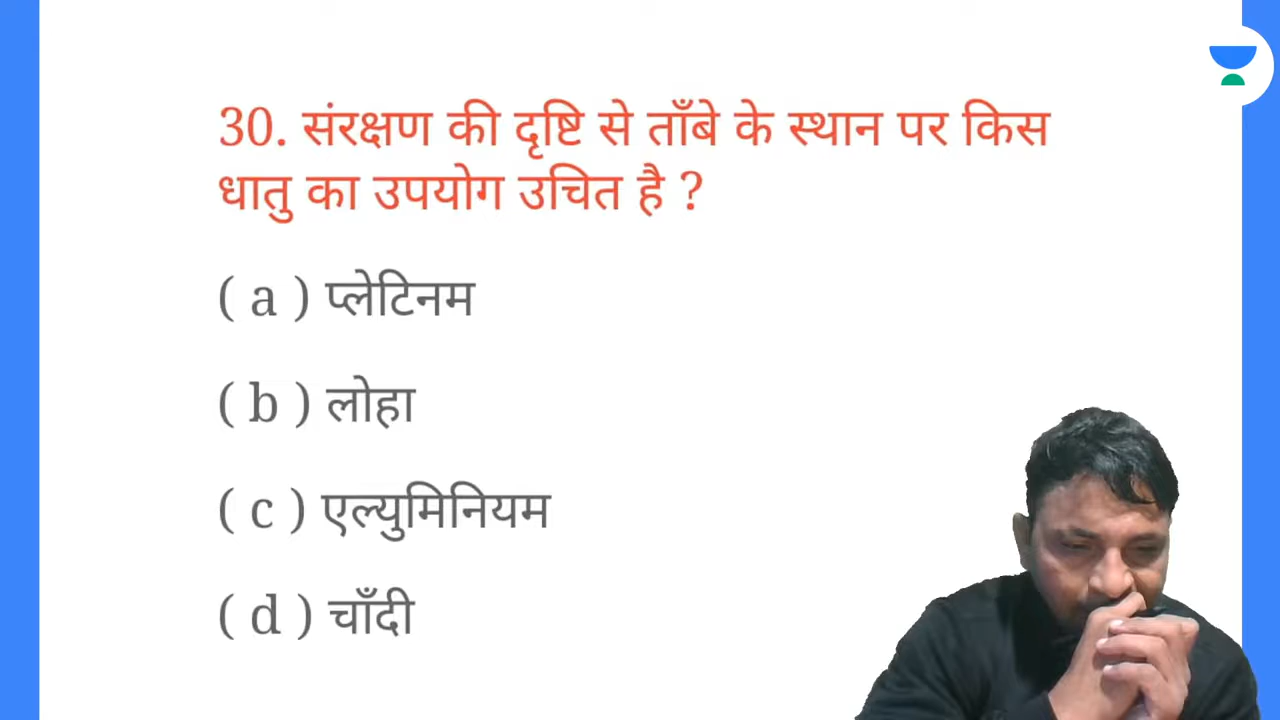 30. संरक्षण की दृष्टि से ताँबे के स्थान पर किस
धातु का उपयोग उचित है ?
( a ) प्लेटिनम
( b ) लोहा
( c ) एल्युमिनियम
( d ) चाँदी